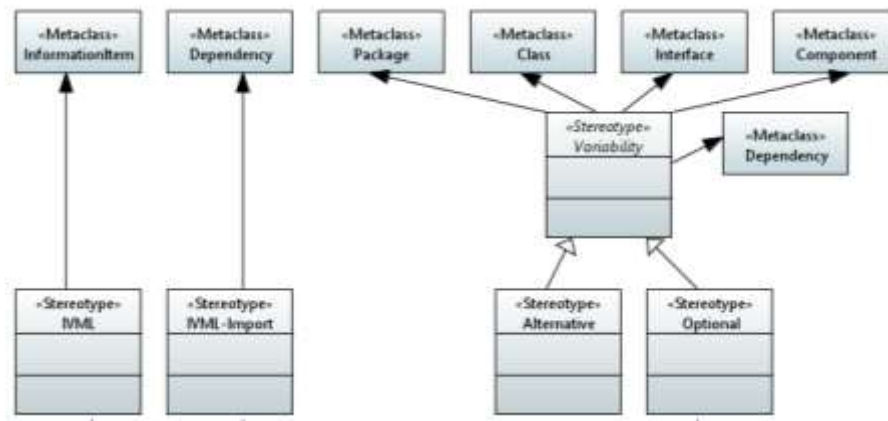 «Metaclass»
InformationItem
«Metaclass»
Dependency
«Metaclass»
Package
«Metaclass»
Class
«Metaclass»
Interface
«Metaclass»
Component
«Stereotype»
Variability
«Metaclass»
Dependency
«Stereotype»
IVML
«Stereotype»
IVML-Import
«Stereotype»
Alternative
«Stereotype»
Optional